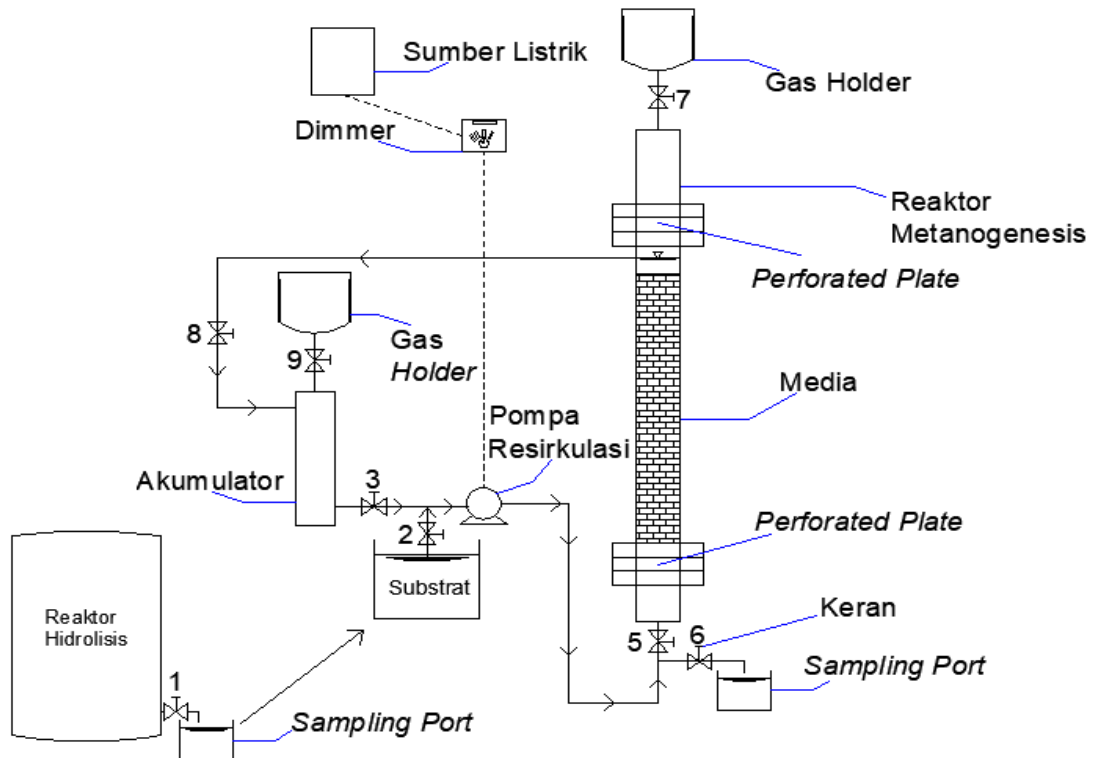 Sumber Listrik
Gas Holder
7
Dimmer
Reaktor
Metanogenesis
Perforated Plate
8
9
Gas
Holder
Media
Pompa
Resirkulasi
Akumulator
3
2
Substrat
Perforated Plate
Reaktor
Hidrolisis
Keran
5
6
Sampling Port
1
Sampling Port